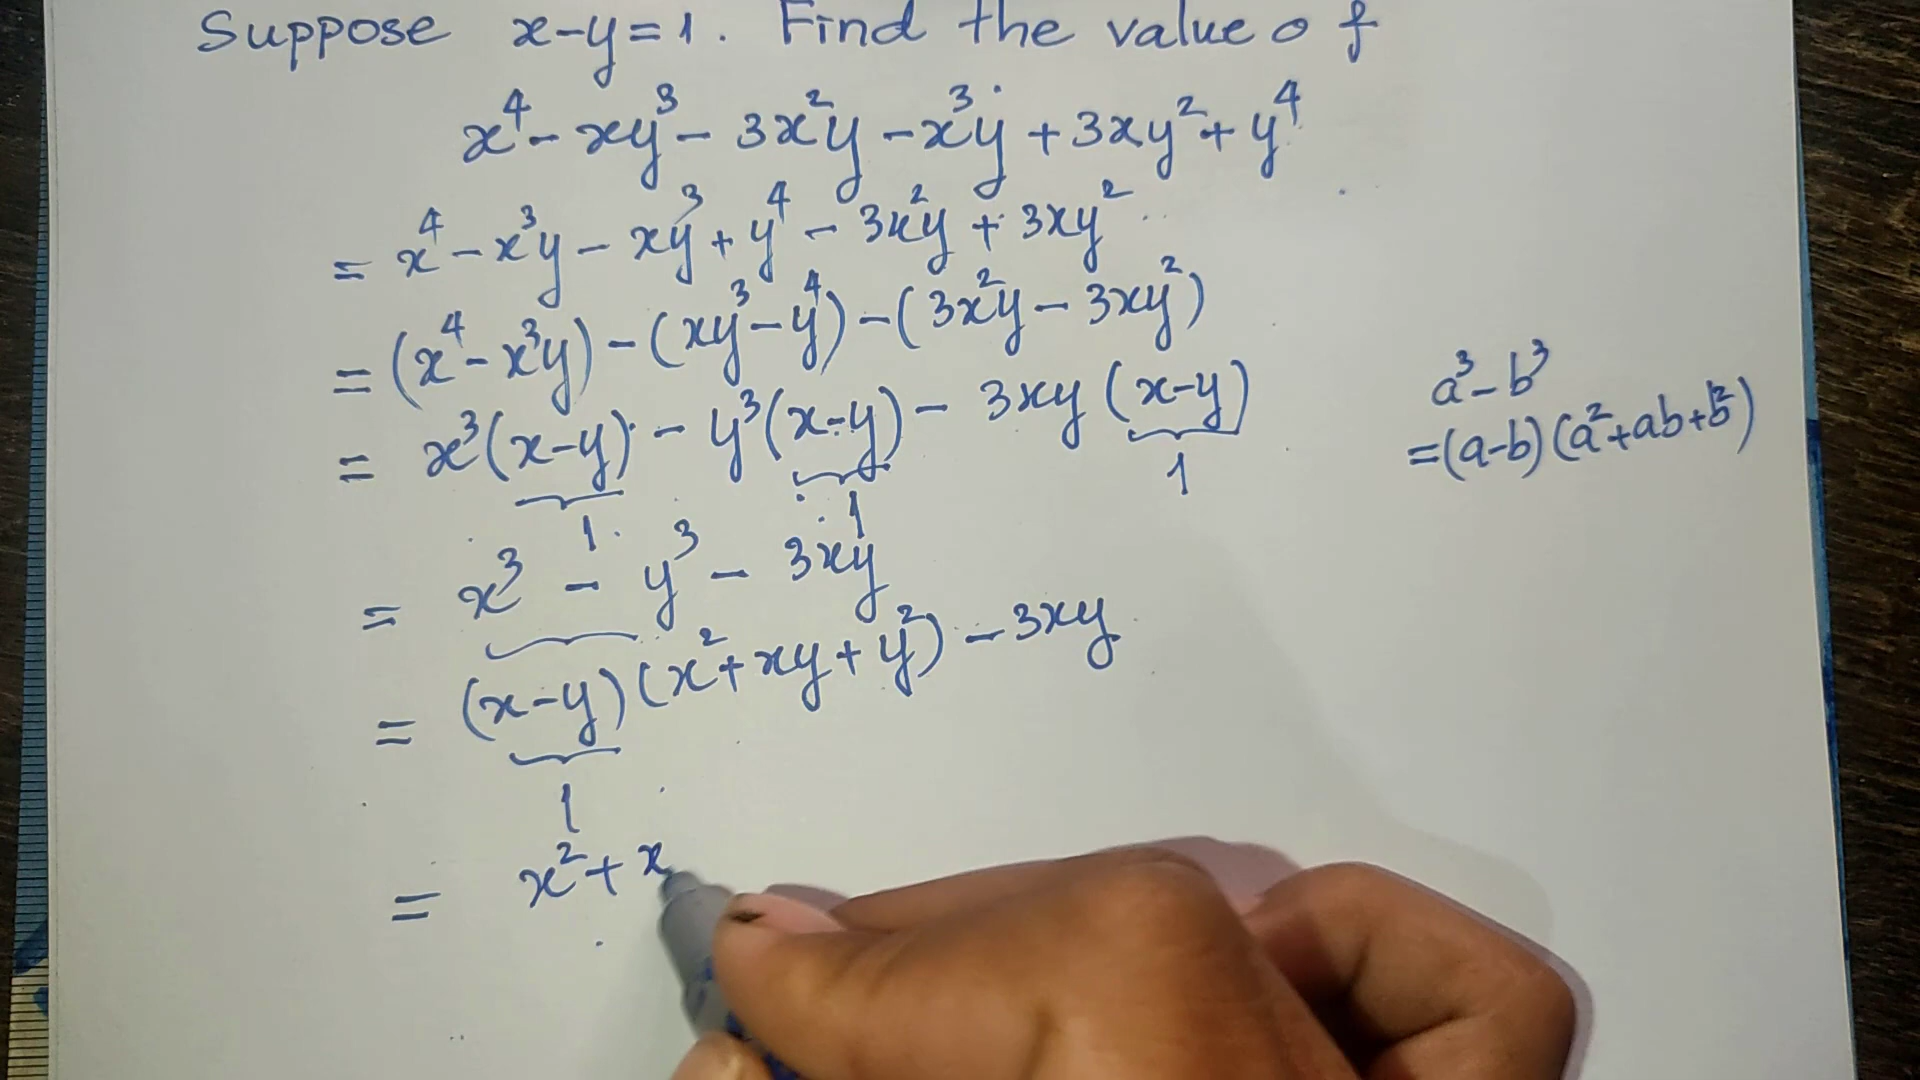 Suppose x-y=1. Find the value of
x⁴ - xy³ - 3x²y - x³y + 3xy² + y⁴
= x⁴ - x³y - xy³ + y⁴ - 3x²y + 3xy²
= (x⁴ - x³y) - (xy³ - y⁴) - (3x²y - 3xy²)
= x³(x-y) - y³(x-y) - 3xy(x-y)
1 1 1
= x³ - y³ - 3xy
= (x-y)(x²+xy+y²) - 3xy
1
= x² + x
a³-b³
=(a-b)(a²+ab+b²)